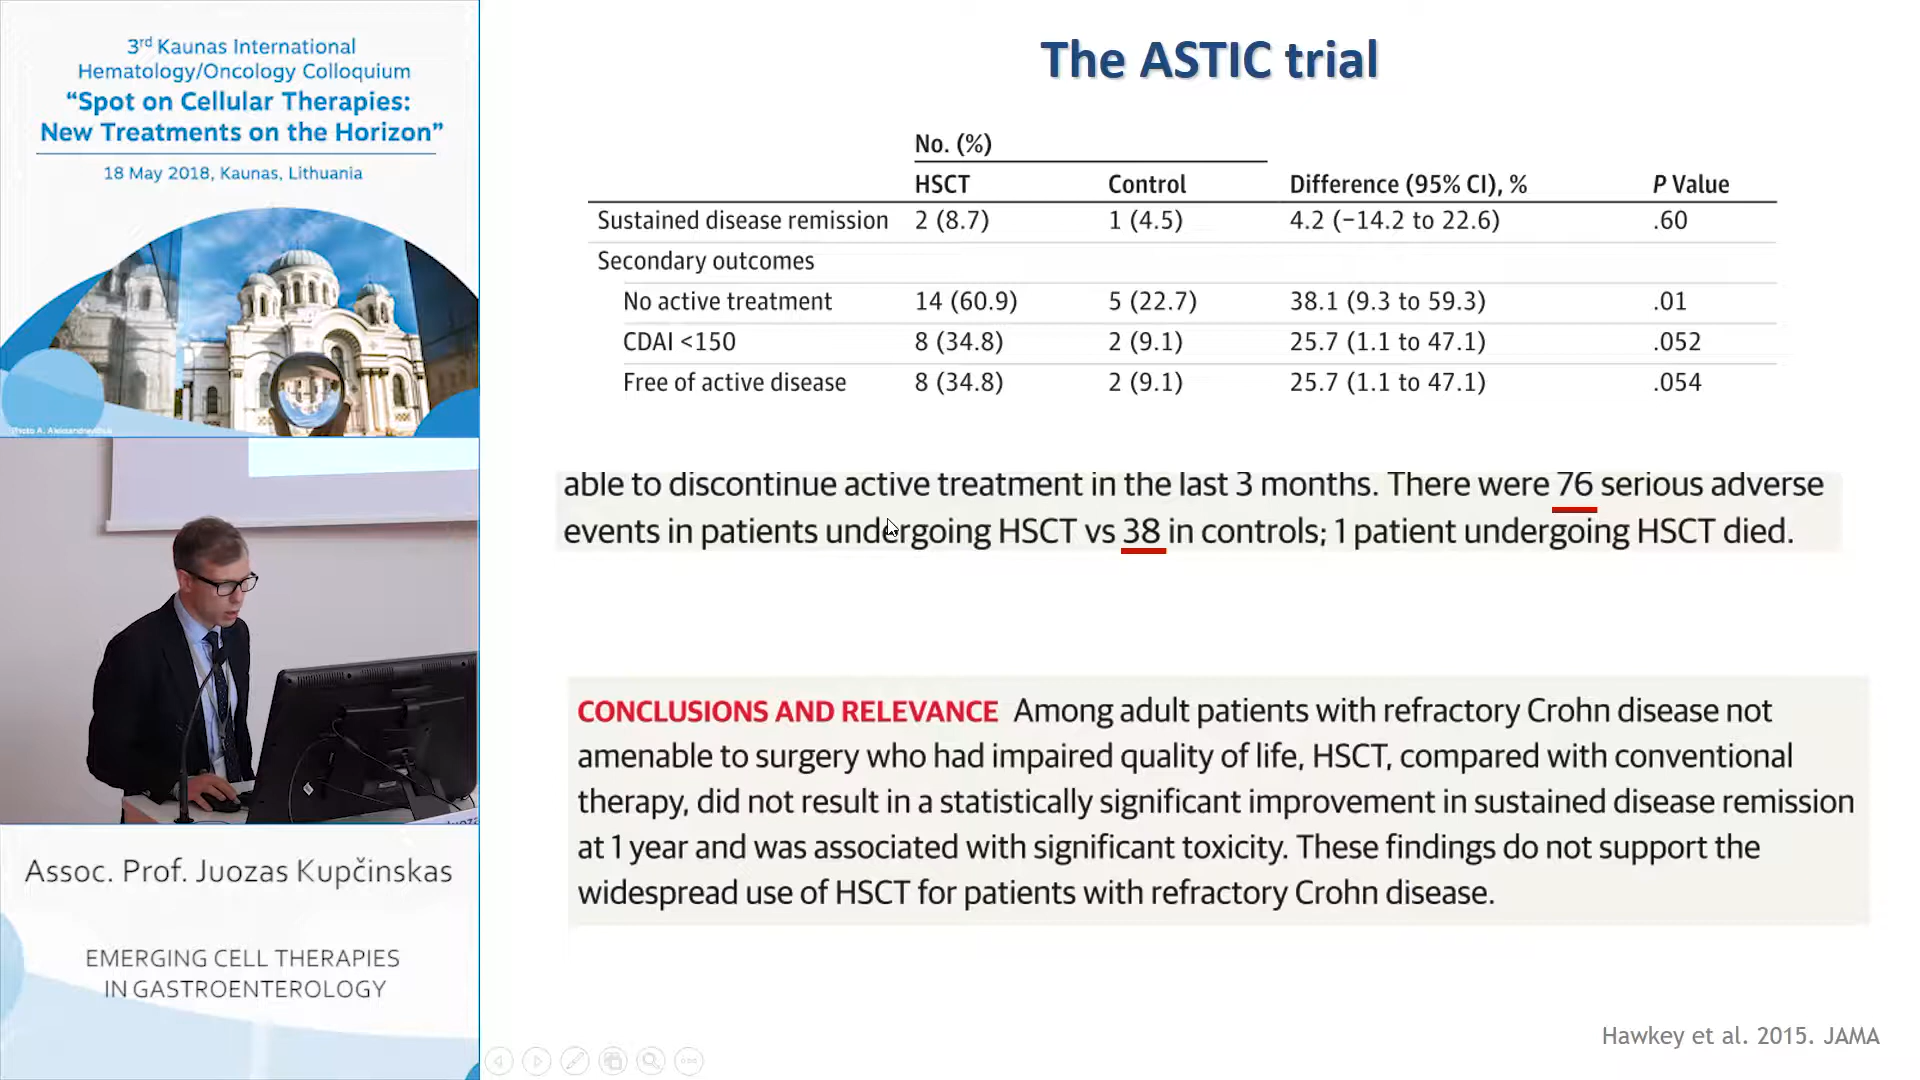 3rd Kaunas International
Hematology/Oncology Colloquium
“Spot on Cellular Therapies:
New Treatments on the Horizon”
18 May 2018, Kaunas, Lithuania
Assoc. Prof. Juozas Kupčinskas
EMERGING CELL THERAPIES
IN GASTROENTEROLOGY
The ASTIC trial
No. (%)
HSCT Control Difference (95% CI), % P Value
Sustained disease remission 2 (8.7) 1 (4.5) 4.2 (−14.2 to 22.6) .60
Secondary outcomes
No active treatment 14 (60.9) 5 (22.7) 38.1 (9.3 to 59.3) .01
CDAI <150 8 (34.8) 2 (9.1) 25.7 (1.1 to 47.1) .052
Free of active disease 8 (34.8) 2 (9.1) 25.7 (1.1 to 47.1) .054
able to discontinue active treatment in the last 3 months. There were 76 serious adverse
events in patients undergoing HSCT vs 38 in controls; 1 patient undergoing HSCT died.
CONCLUSIONS AND RELEVANCE Among adult patients with refractory Crohn disease not
amenable to surgery who had impaired quality of life, HSCT, compared with conventional
therapy, did not result in a statistically significant improvement in sustained disease remission
at 1 year and was associated with significant toxicity. These findings do not support the
widespread use of HSCT for patients with refractory Crohn disease.
Hawkey et al. 2015. JAMA